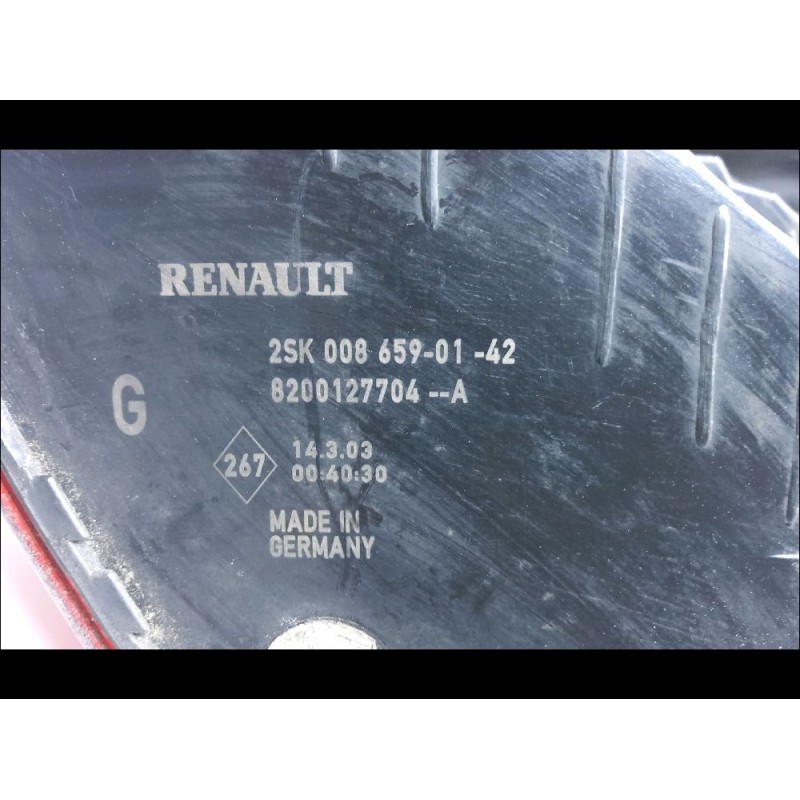 RENAULT
2SK 008 659-01 -42
8200127704 --A
G
267
14.3.03
00:40:30
MADE IN
GERMANY